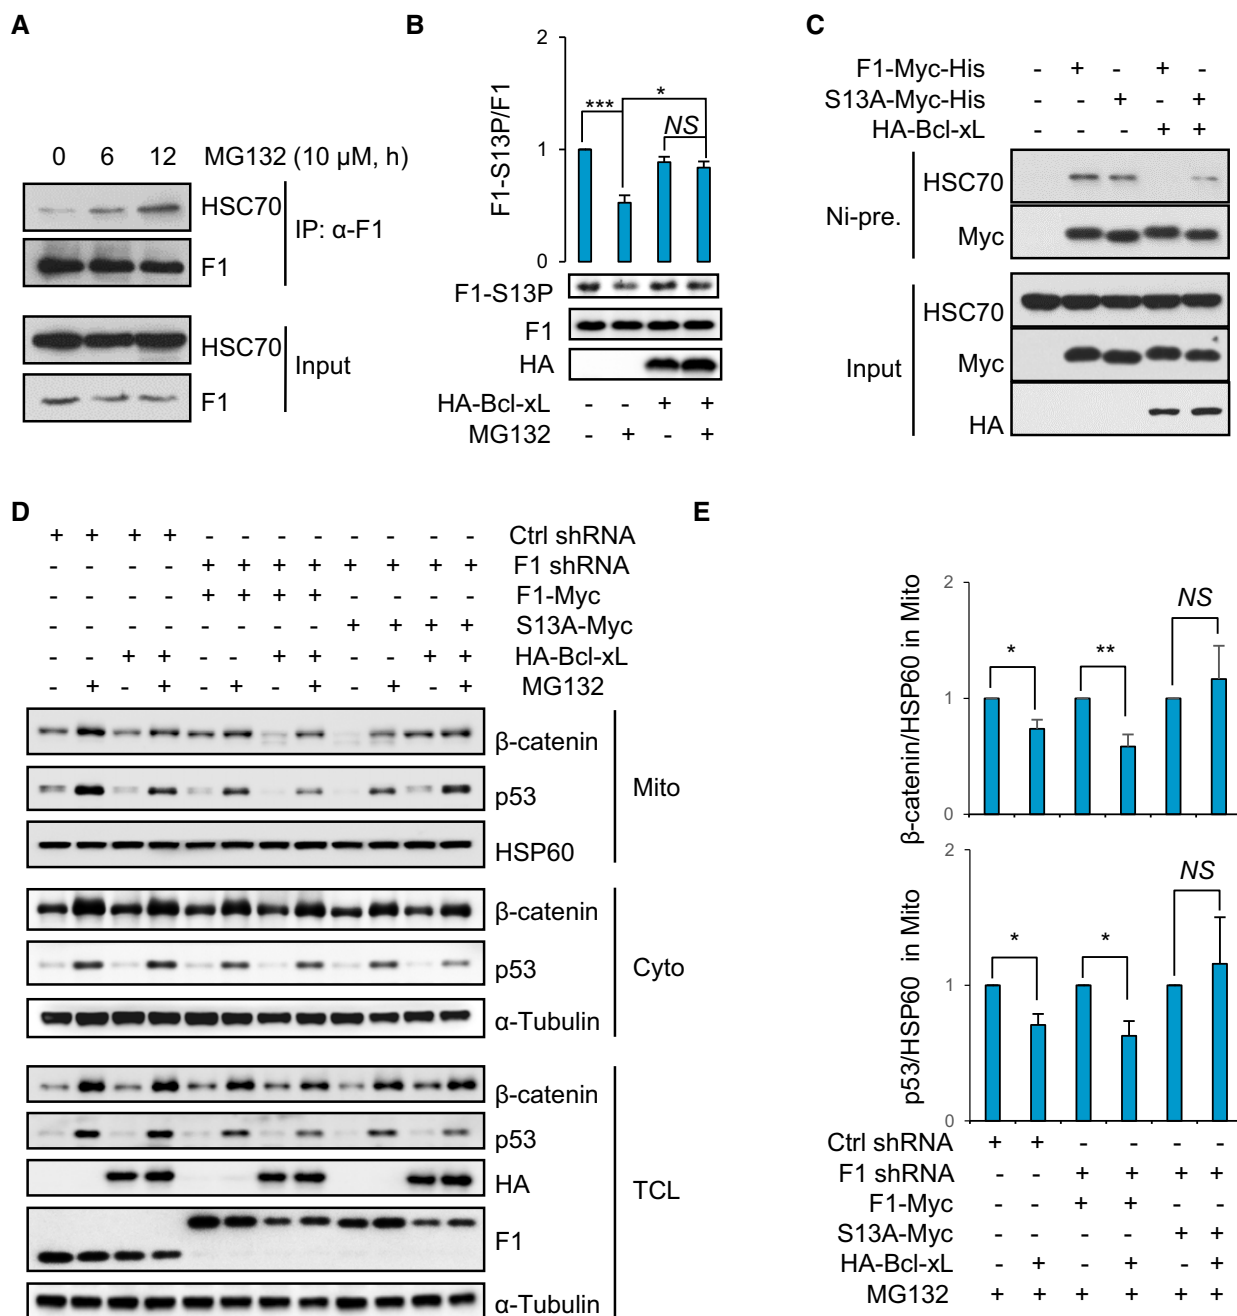 A
0 6 12 MG132 (10 μM, h)
HSC70
F1
IP: α-F1
HSC70
F1
Input
B
2
1
0
F1-S13P/F1
***
*
NS
F1-S13P
F1
HA
HA-Bcl-xL - - + +
MG132 - + - +
C
F1-Myc-His - + - + -
S13A-Myc-His - - + - +
HA-Bcl-xL - - - + +
HSC70
Myc
Ni-pre.
HSC70
Myc
HA
Input
D
+ + + + - - - - - - - - Ctrl shRNA
- - - - + + + + + + + + F1 shRNA
- - - - + + + + - - - - F1-Myc
- - - - - - - - + + + + S13A-Myc
- - + + - - + + - - + + HA-Bcl-xL
- + - + - + - + - + - + MG132
β-catenin
p53
HSP60
Mito
β-catenin
p53
α-Tubulin
Cyto
β-catenin
p53
HA
F1
α-Tubulin
TCL
E
β-catenin/HSP60 in Mito
2
1
0
*
**
NS
p53/HSP60 in Mito
2
1
0
*
*
NS
Ctrl shRNA + + - - - -
F1 shRNA - - + + + +
F1-Myc - - + + - -
S13A-Myc - - - - + +
HA-Bcl-xL - + - + - +
MG132 + + + + + +